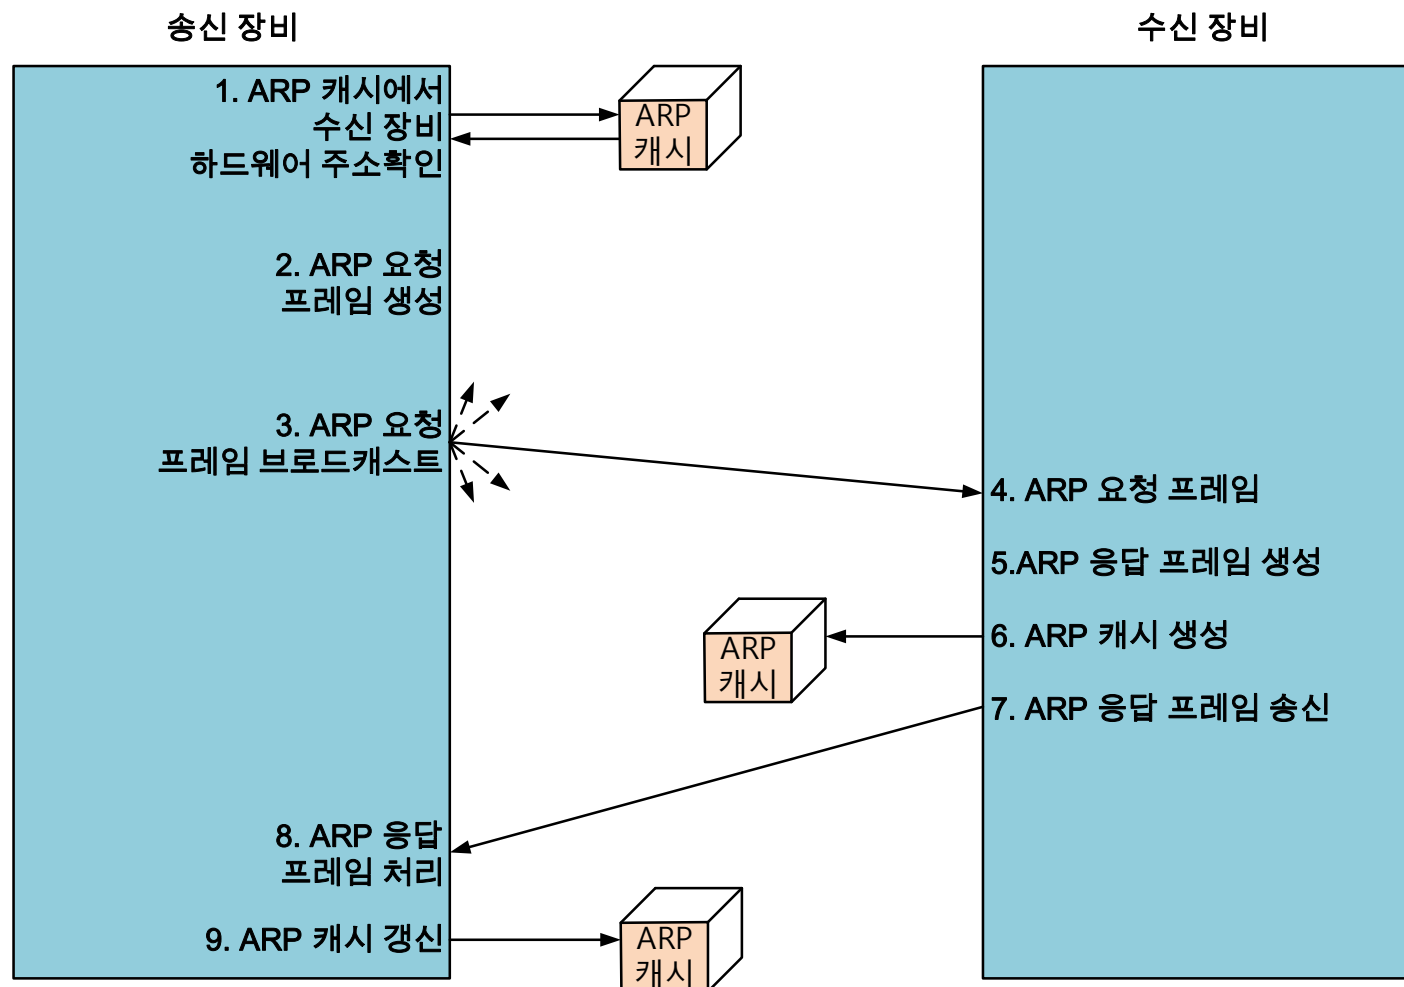 송신 장비
수신 장비
1. ARP 캐시에서
수신 장비
하드웨어 주소확인
ARP
캐시
2. ARP 요청
프레임 생성
3. ARP 요청
프레임 브로드캐스트
4. ARP 요청 프레임
5.ARP 응답 프레임 생성
6. ARP 캐시 생성
ARP
캐시
7. ARP 응답 프레임 송신
8. ARP 응답
프레임 처리
9. ARP 캐시 갱신
ARP
캐시